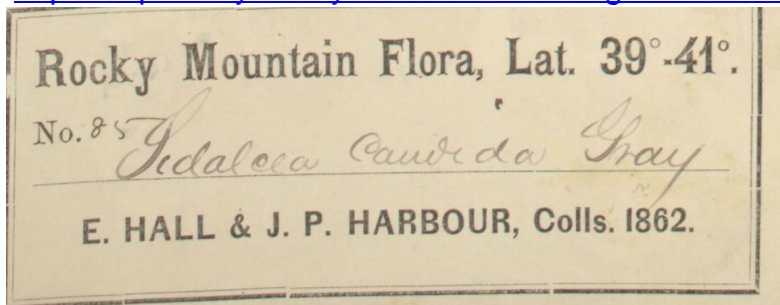 Rocky Mountain Flora, Lat. 39°-41°.
No. 85 Sidalcea candida Gray
E. HALL & J. P. HARBOUR, Colls. 1862.